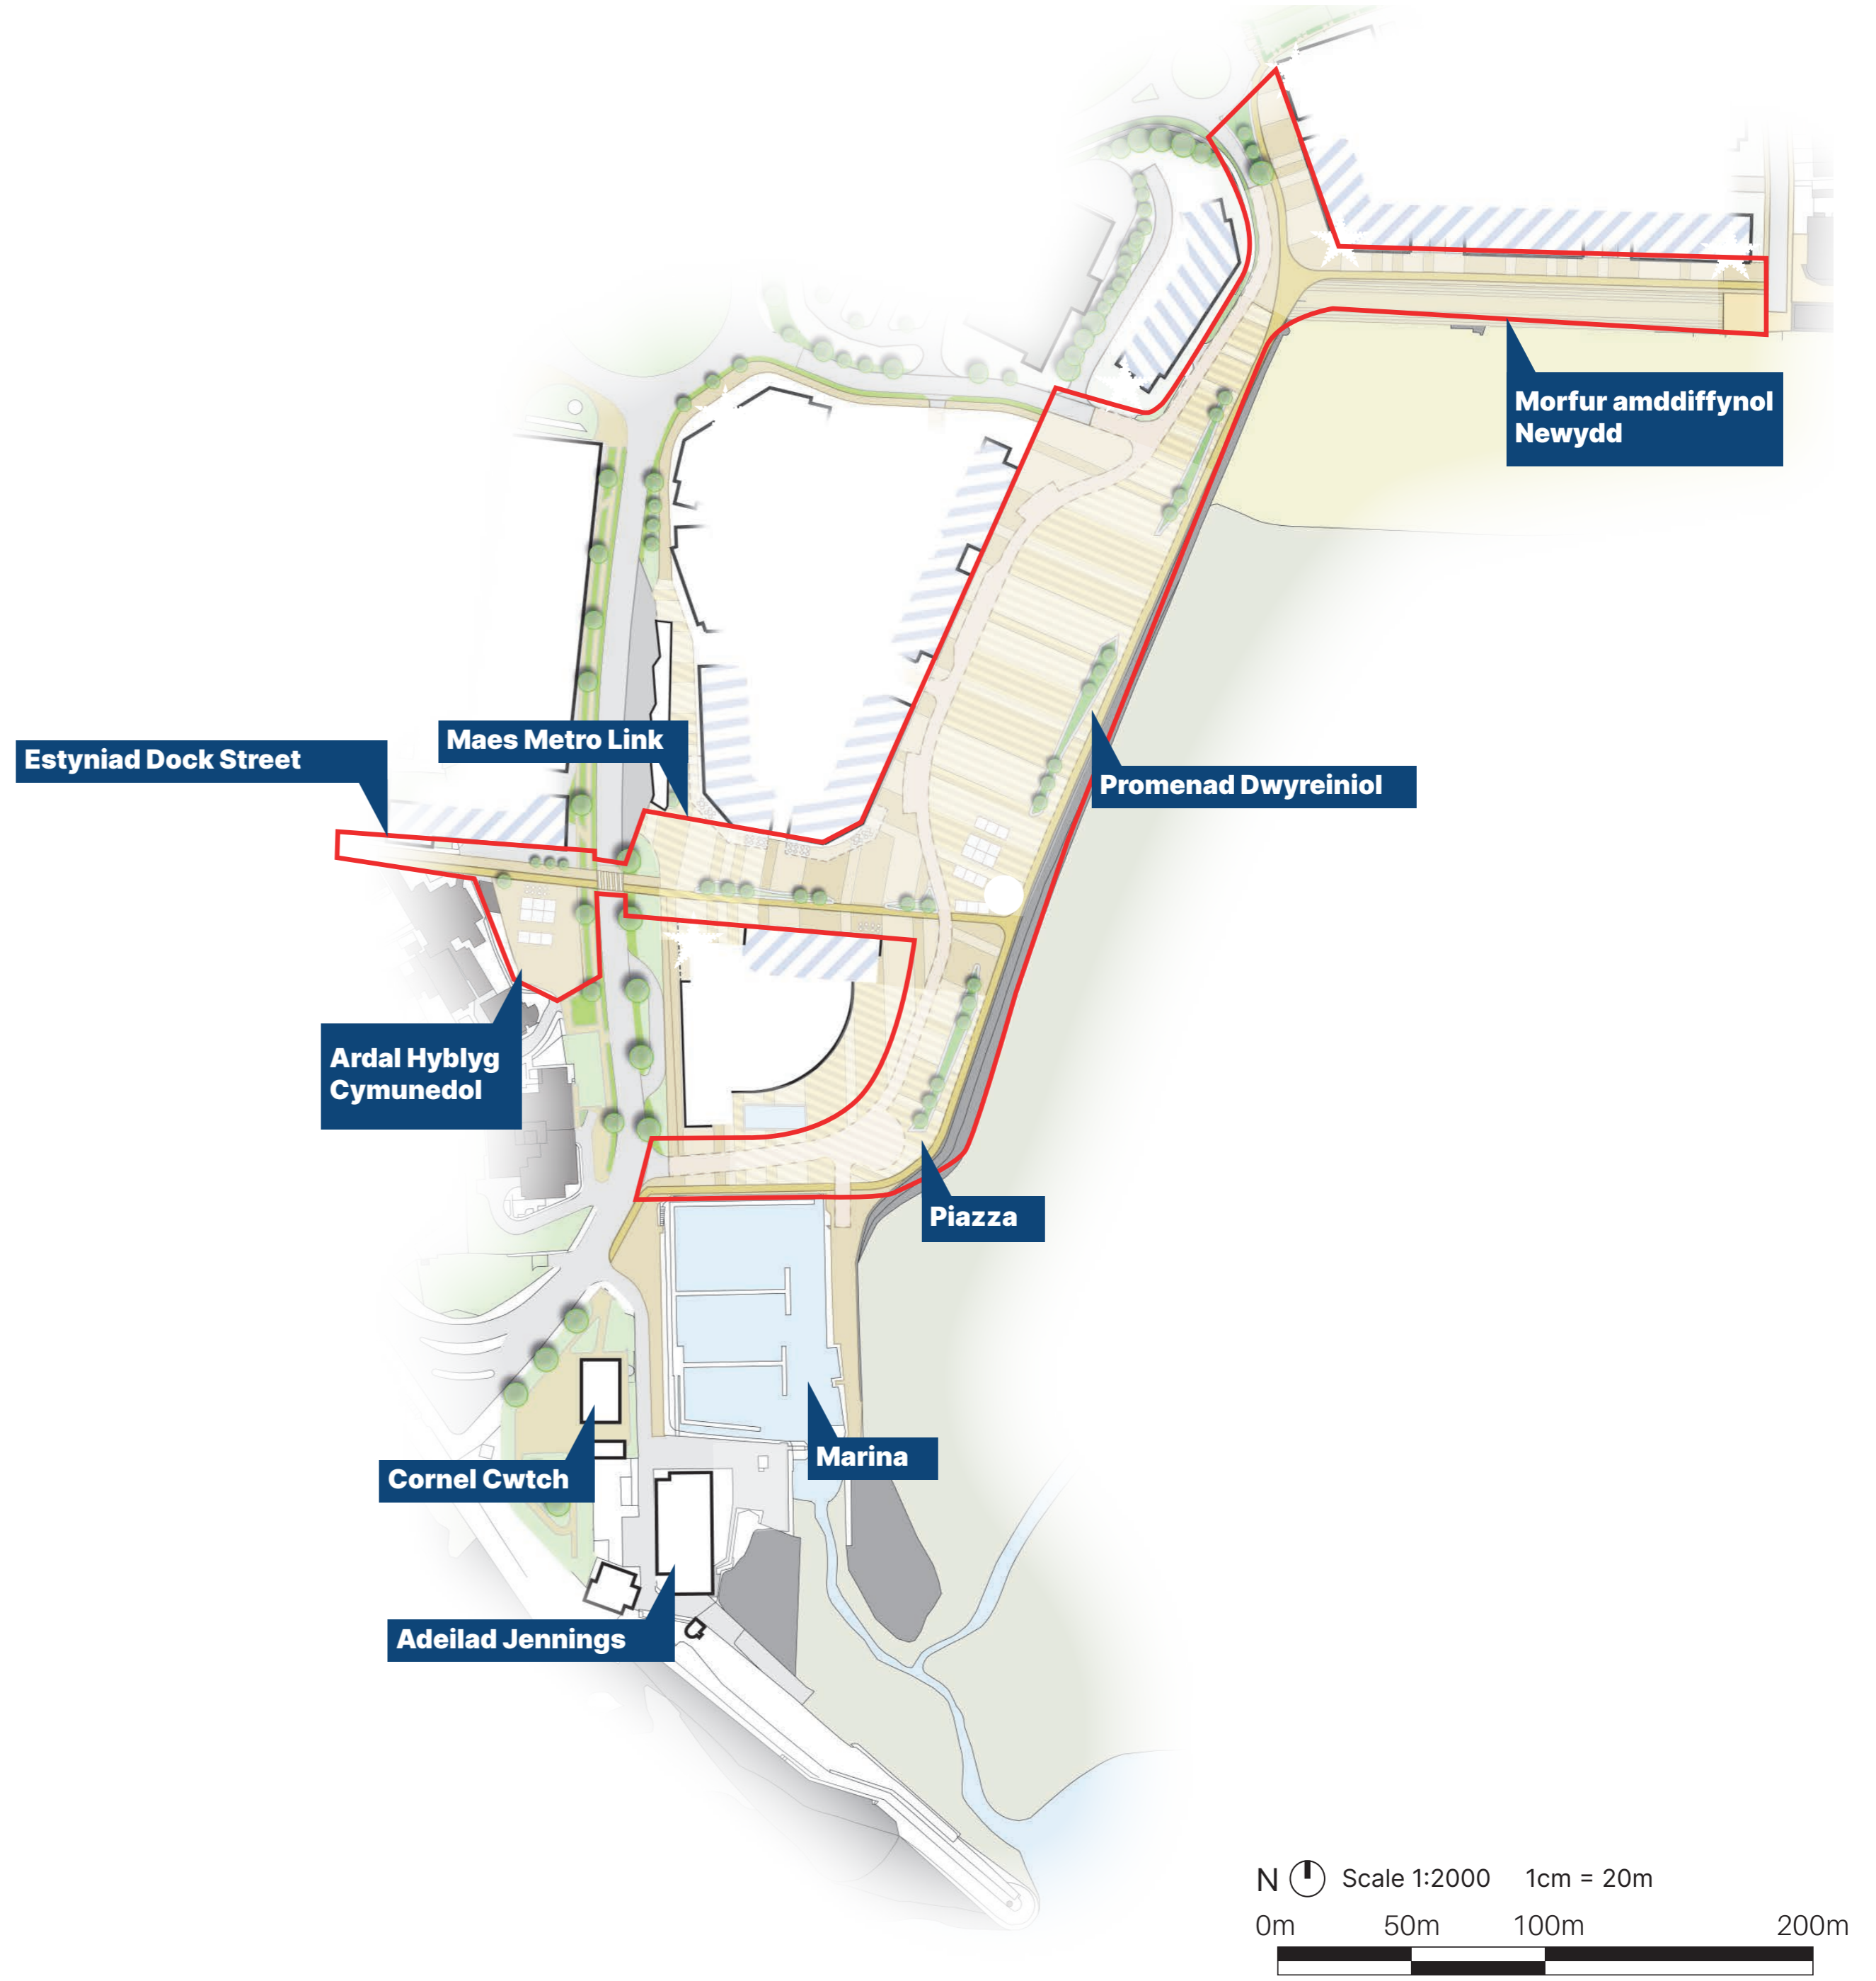 Morfur amddiffynol
Newydd
Maes Metro Link
Estyniad Dock Street
Promenad Dwyreiniol
Ardal Hyblyg
Cymunedol
Piazza
Marina
Cornel Cwtch
Adeilad Jennings
N Scale 1:2000 1cm = 20m
0m 50m 100m 200m